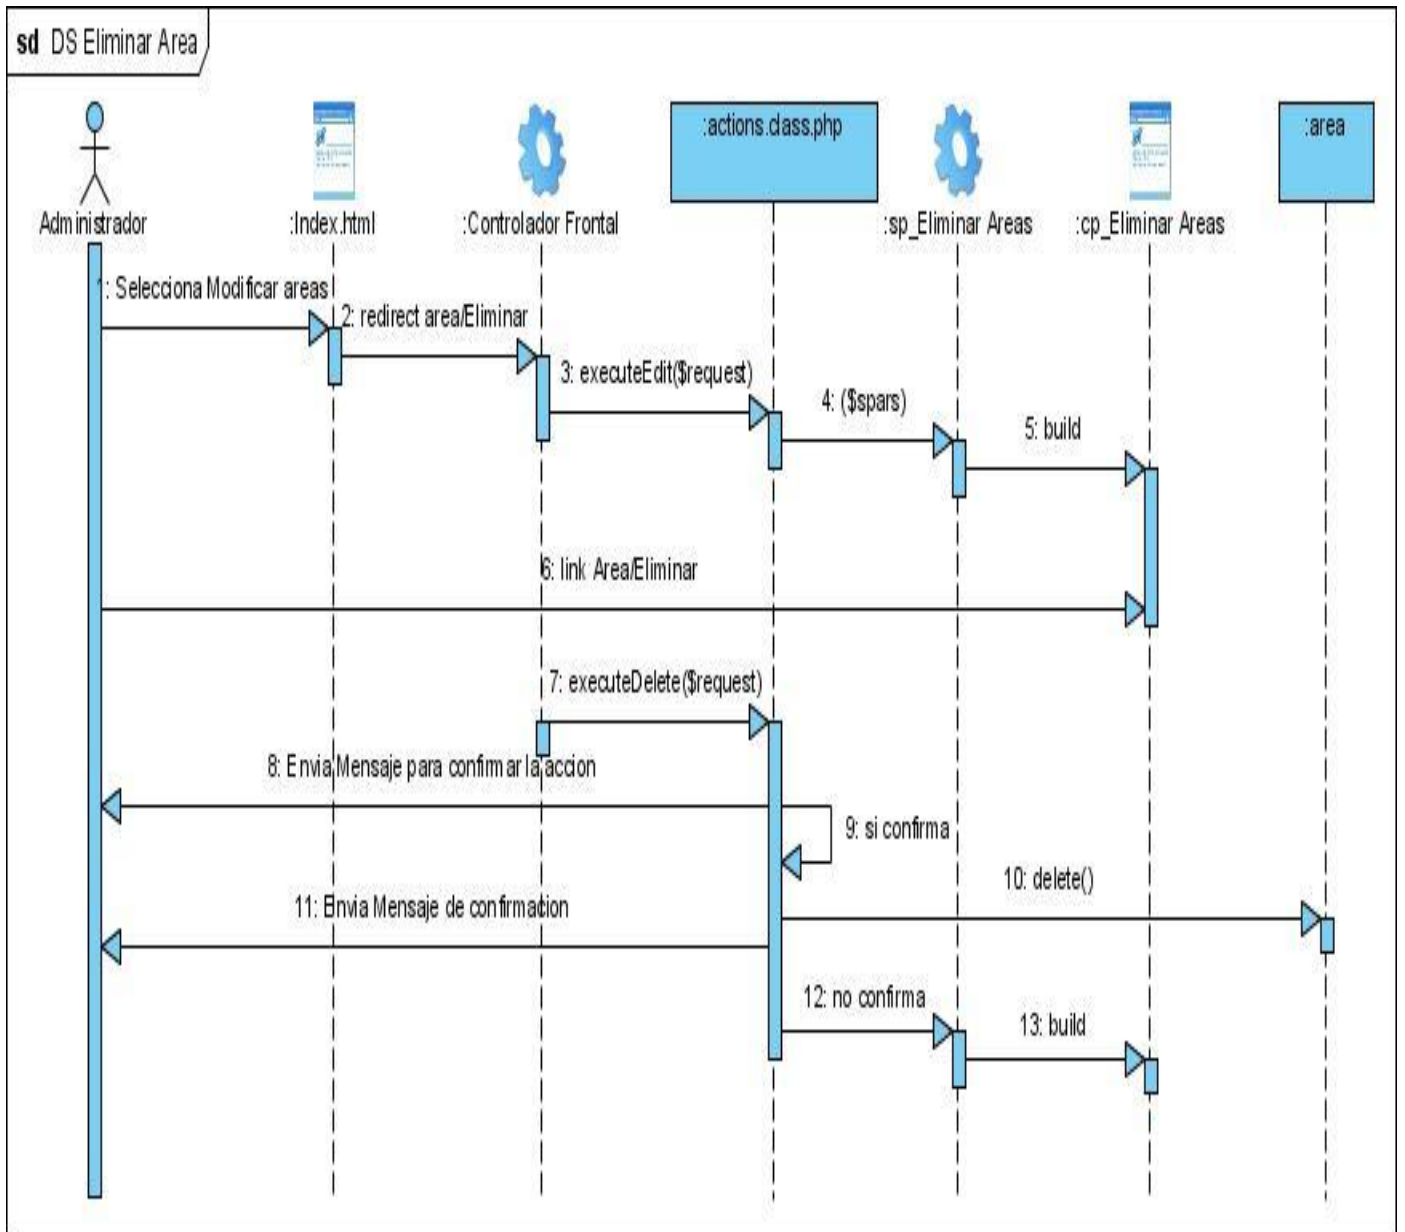 sd DS Eliminar Area
:actions.class.php
:area
Administrador
:Index.html
:Controlador Frontal
:sp_Eliminar Areas
:cp_Eliminar Areas
1: Selecciona Modificar areas
2: redirect area/Eliminar
3: executeEdit($request)
4: ($spars)
5: build
6: link Area/Eliminar
7: executeDelete($request)
8: Envia Mensaje para confirmar la accion
9: si confirma
10: delete()
11: Envia Mensaje de confirmacion
12: no confirma
13: build